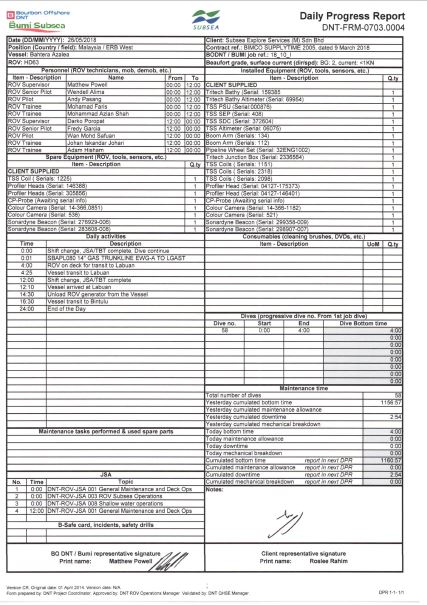 Bourbon Offshore
DNT
Bumi Subsea
SUBSEA
Daily Progress Report
DNT-FRM-0703.0004
Date (DD/MM/YYYY): 26/05/2018
Client: Subsea Explore Services (M) Sdn Bhd
Position (Country / field): Malaysia / ERB West
Contract ref.: BIMCO SUPPLYTIME 2005, dated 9 March 2018
Vessel: Bahtera Azalea
BODNT / BUMI job ref.: 18_10_I
ROV: HD63
Beaufort grade, surface current (dir/spd): BG: 2, current: <1KN
Personnel (ROV technicians, mob, demob, etc.)
Installed Equipment (ROV, tools, sensors, etc.)
Item - Description Name From To
Item - Description Q.ty
ROV Supervisor Matthew Powell 00:00 12:00
CLIENT SUPPLIED
ROV Senior Pilot Wendell Alima 00:00 12:00
Tritech Bathy (Serial: 159385 1
ROV Pilot Andy Pasang 00:00 12:00
Tritech Bathy Altimeter (Serial: 69954) 1
ROV Trainee Mohamad Faris 00:00 12:00
TSS PSU (Serial:000876) 1
ROV Trainee Mohammad Azlan Shah 00:00 12:00
TSS SEP (Serial: 408) 1
ROV Supervisor Darko Poropat 12:00 00:00
TSS SDC (Serial: 372604) 1
ROV Senior Pilot Fredy Garcia 12:00 00:00
TSS Altimeter (Serial: 06075) 1
ROV Pilot Wan Mohd Safuan 12:00 00:00
Boom Arm (Serial: 134) 1
ROV Trainee Johan Iskandar Johari 12:00 00:00
Boom Arm (Serial: 112) 1
ROV Trainee Adam Hisham 12:00 00:00
Pipeline Wheel Set (Serial: 32ENG1002) 1
Spare Equipment (ROV, tools, sensors, etc.)
Tritech Junction Box (Serial: 2336564) 1
Item - Description Q.ty
TSS Coils ( Serial: 1151) 1
CLIENT SUPPLIED
TSS Coils ( Serial: 2318) 1
TSS Coil ( Serials: 1225) 1
TSS Coils ( Serial: 2098) 1
Profiler Heads (Serial: 146388) 1
Profiler Head (Serial: 04127-175373) 1
Profiler Heads (Serial: 305856) 1
Profiler Head (Serial: 04127-146401) 1
CP-Probe (Awaiting serial info) 1
CP-Probe (Awaiting serial info) 1
Colour Camera (Serial: 14-366.0851) 1
Colour Camera (Serial: 14-366-1182) 1
Colour Camera (Serial: 536) 1
Colour Camera (Serial: 521) 1
Sonardyne Beacon (Serial: 276929-006) 1
Sonardyne Beacon (Serial: 299358-009) 1
Sonardyne Beacon (Serial: 283608-008) 1
Sonardyne Beacon (Serial: 298907-007) 1
Daily activities
Consumables (cleaning brushes, DVDs, etc.)
Time Description
Item - Description UoM Q.ty
0:00 Shift change, JSA/TBT complete. Dive continue
0:01 SBAZL080 14" GAS TRUNKLINE EWG-A TO LGAST
4:00 ROV on deck for transit to Labuan
4:25 Vessel transit to Labuan
12:00 Shift change, JSA/TBT complete
12:10 Vessel arrived at Labuan
14:30 Unload ROV generator from the Vessel
16:30 Vessel transit to Bintulu
24:00 End of the Day
Dives (progressive dive no. From 1st job dive)
Dive no. Start End Dive Bottom time
58 0:00 4:00 4:00
0:00
0:00
0:00
0:00
0:00
0:00
0:00
Maintenance time
Total number of dives 58
Yesterday cumulated bottom time 1156:57
Yesterday cumulated maintenance allowance
Yesterday cumulated downtime 2:54
Yesterday cumulated mechanical breakdown
Maintenance tasks performed & used spare parts
Today bottom time 4:00
Today maintenance allowance 0:00
Today downtime 0:00
Today mechanical breakdown 0:00
Cumulated bottom time report in next DPR 1160:57
Cumulated maintenance allowance report in next DPR 0:00
Cumulated downtime report in next DPR 2:54
JSA
Cumulated mechanical breakdown report in next DPR 0:00
No. Time Topic
Notes:
1 0:00 DNT-ROV-JSA 001 General Maintenance and Deck Ops
2 0:00 DNT-ROV-JSA 003 ROV Subsea Operations
3 0:00 DNT-ROV-JSA 008 Shallow water operations
4 12:00 DNT-ROV-JSA 001 General Maintenance and Deck Ops
B-Safe card, incidents, safety drills
BO DNT / Bumi representative signature
Print name: Matthew Powell
Client representative signature
Print name: Roslee Rahim
Version CR, Original date: 01 April 2014, Version date: N/A
Form prepared by: DNT Project Coordinator, Approved by: DNT ROV Operations Manager Validated by: DNT QHSE Manager
DPR 1-1- 1/1